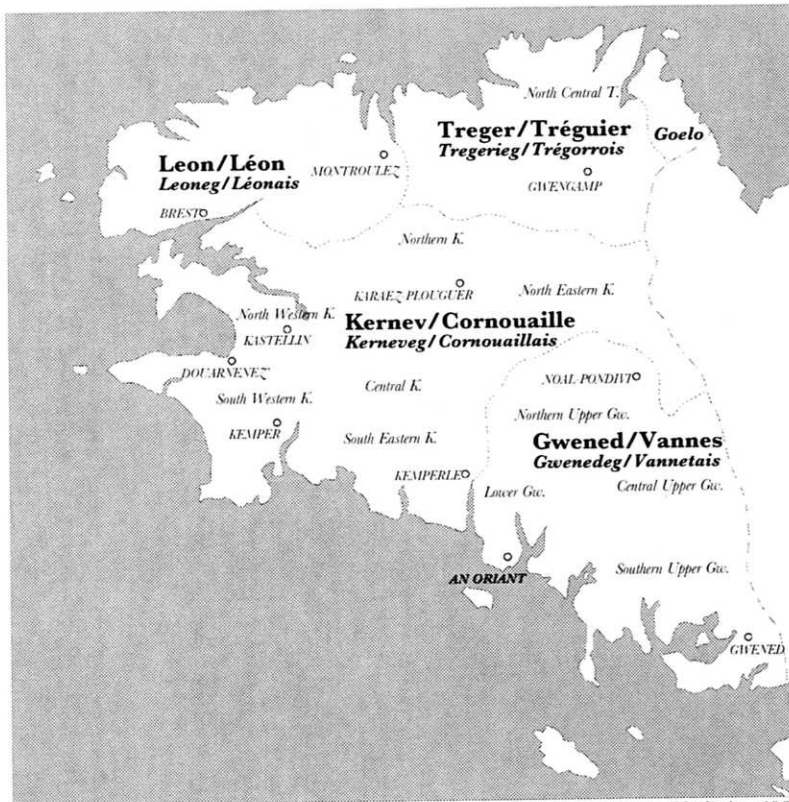 North Central T.
Treger/Tréguier
Tregerieg/Trégorrois
Goelo
Leon/Léon
Leoneg/Léonais
MONTROULEZ
GWENGAMP
BREST
Northern K.
KARAEZ-PLOUGUER
North Eastern K.
North Western K.
Kernev/Cornouaille
Kerneveg/Cornouaillais
KASTELLIN
DOUARNENEZ
Central K.
NOAL-PONDIVI
South Western K.
Northern Upper Gw.
KEMPER
South Eastern K.
Gwened/Vannes
Gwenedeg/Vannetais
KEMPERLE
Lower Gw.
Central Upper Gw.
AN ORIANT
Southern Upper Gw.
GWENED